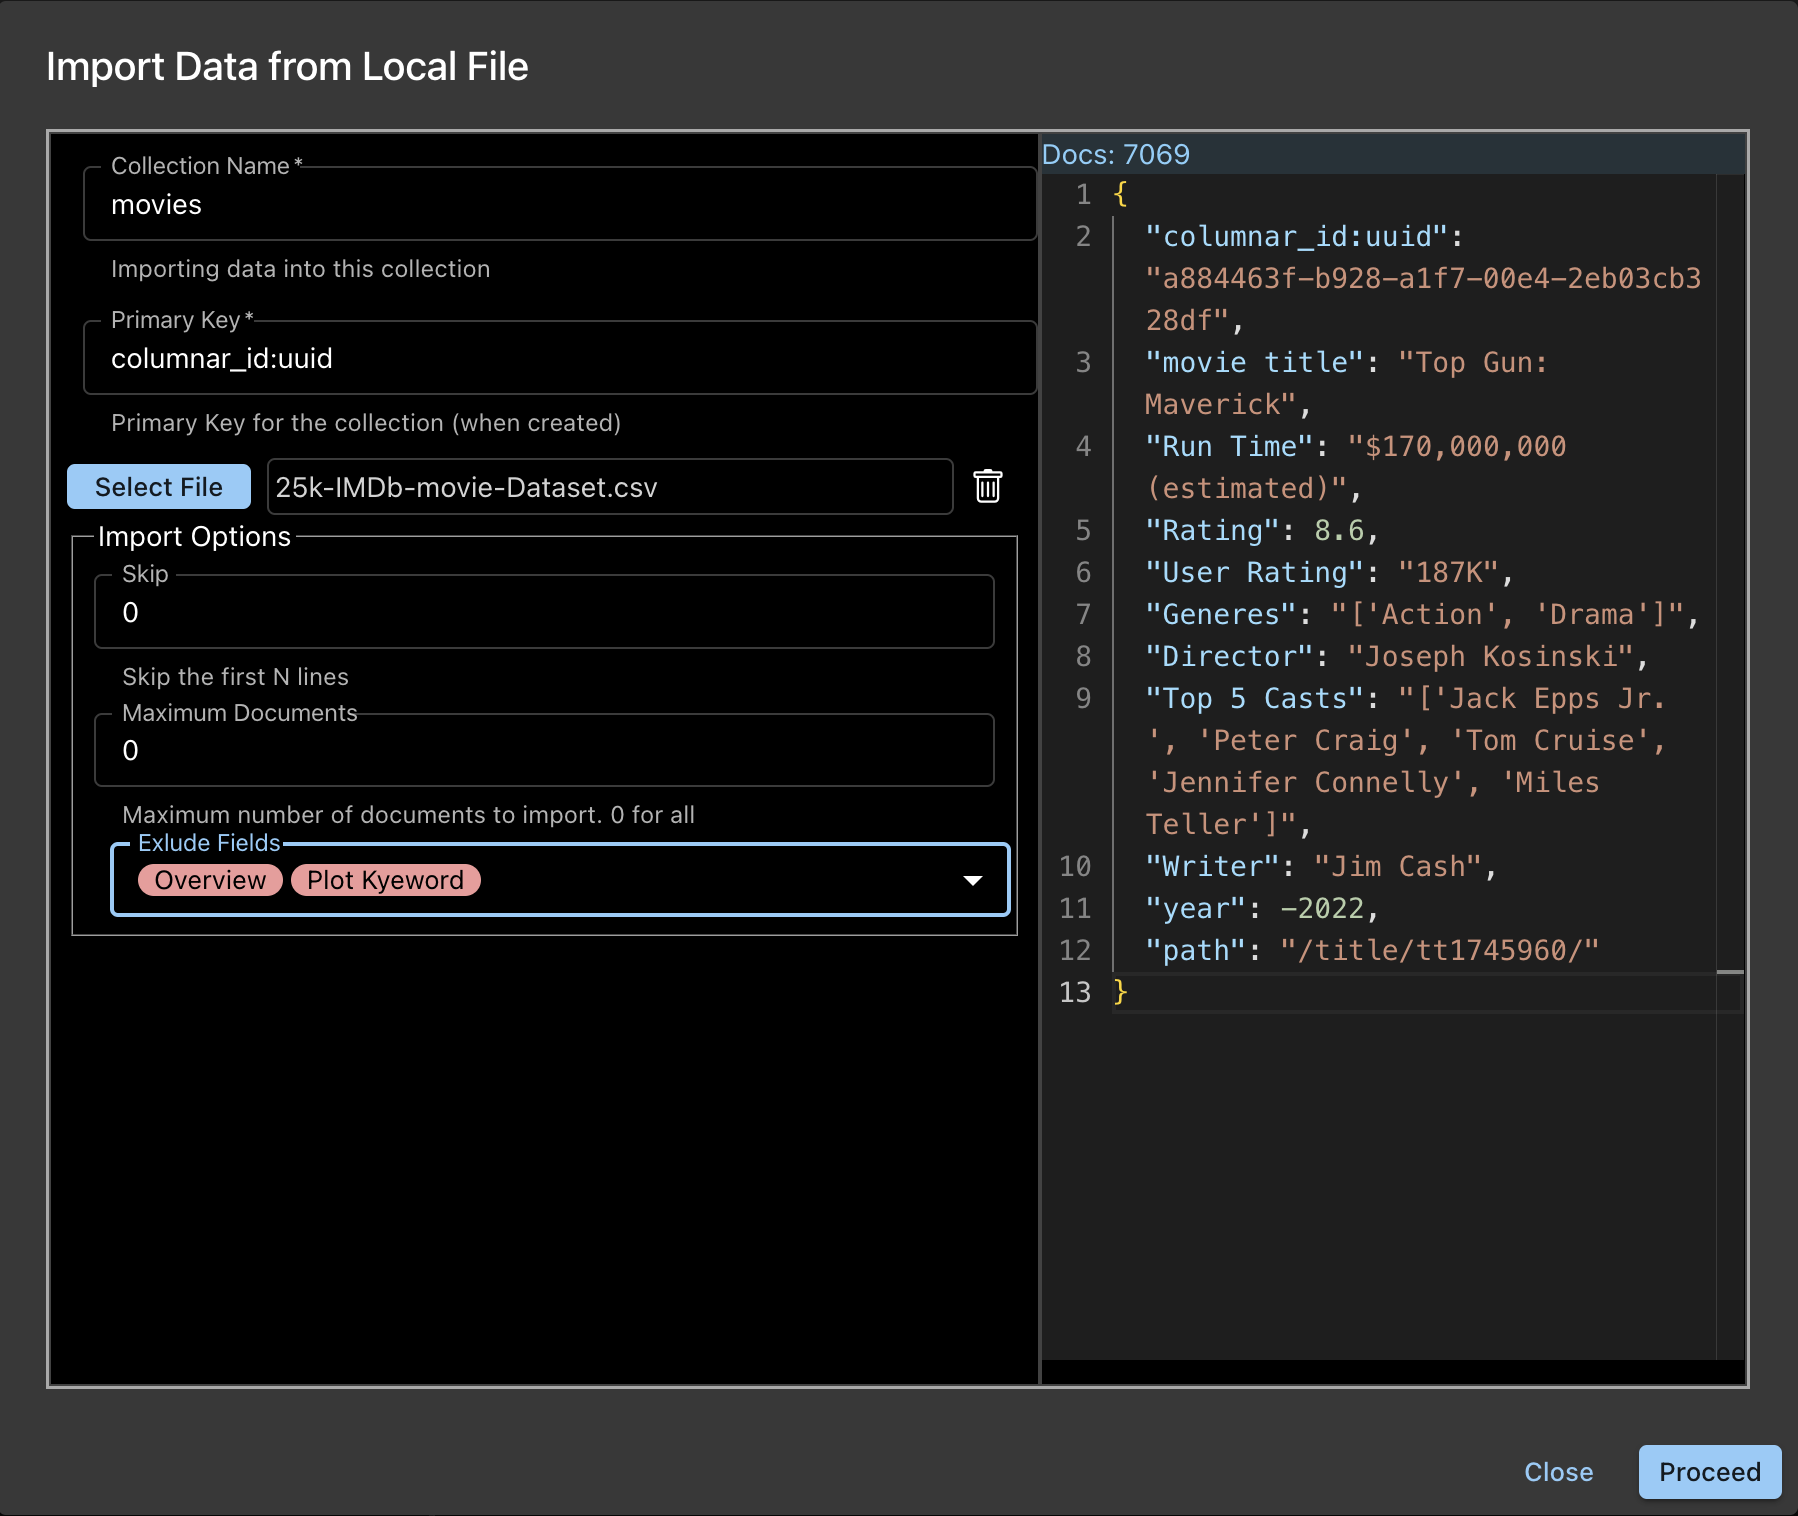 Import Data from Local File
Collection Name *
movies
Importing data into this collection
Primary Key *
columnar_id:uuid
Primary Key for the collection (when created)
Select File
25k-IMDb-movie-Dataset.csv
Import Options
Skip
0
Skip the first N lines
Maximum Documents
0
Maximum number of documents to import. 0 for all
Exlude Fields
Overview
Plot Kyeword
Docs: 7069
1 {
2 "columnar_id:uuid":
"a884463f-b928-a1f7-00e4-2eb03cb3
28df",
3 "movie title": "Top Gun:
Maverick",
4 "Run Time": "$170,000,000
(estimated)",
5 "Rating": 8.6,
6 "User Rating": "187K",
7 "Generes": "['Action', 'Drama']",
8 "Director": "Joseph Kosinski",
9 "Top 5 Casts": "['Jack Epps Jr.
', 'Peter Craig', 'Tom Cruise',
'Jennifer Connelly', 'Miles
Teller']",
10 "Writer": "Jim Cash",
11 "year": -2022,
12 "path": "/title/tt1745960/"
13 }
Close
Proceed